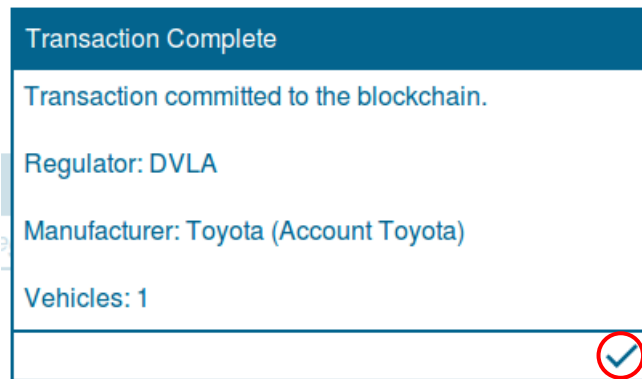 Transaction Complete
Transaction committed to the blockchain.
Regulator: DVLA
Manufacturer: Toyota (Account Toyota)
Vehicles: 1